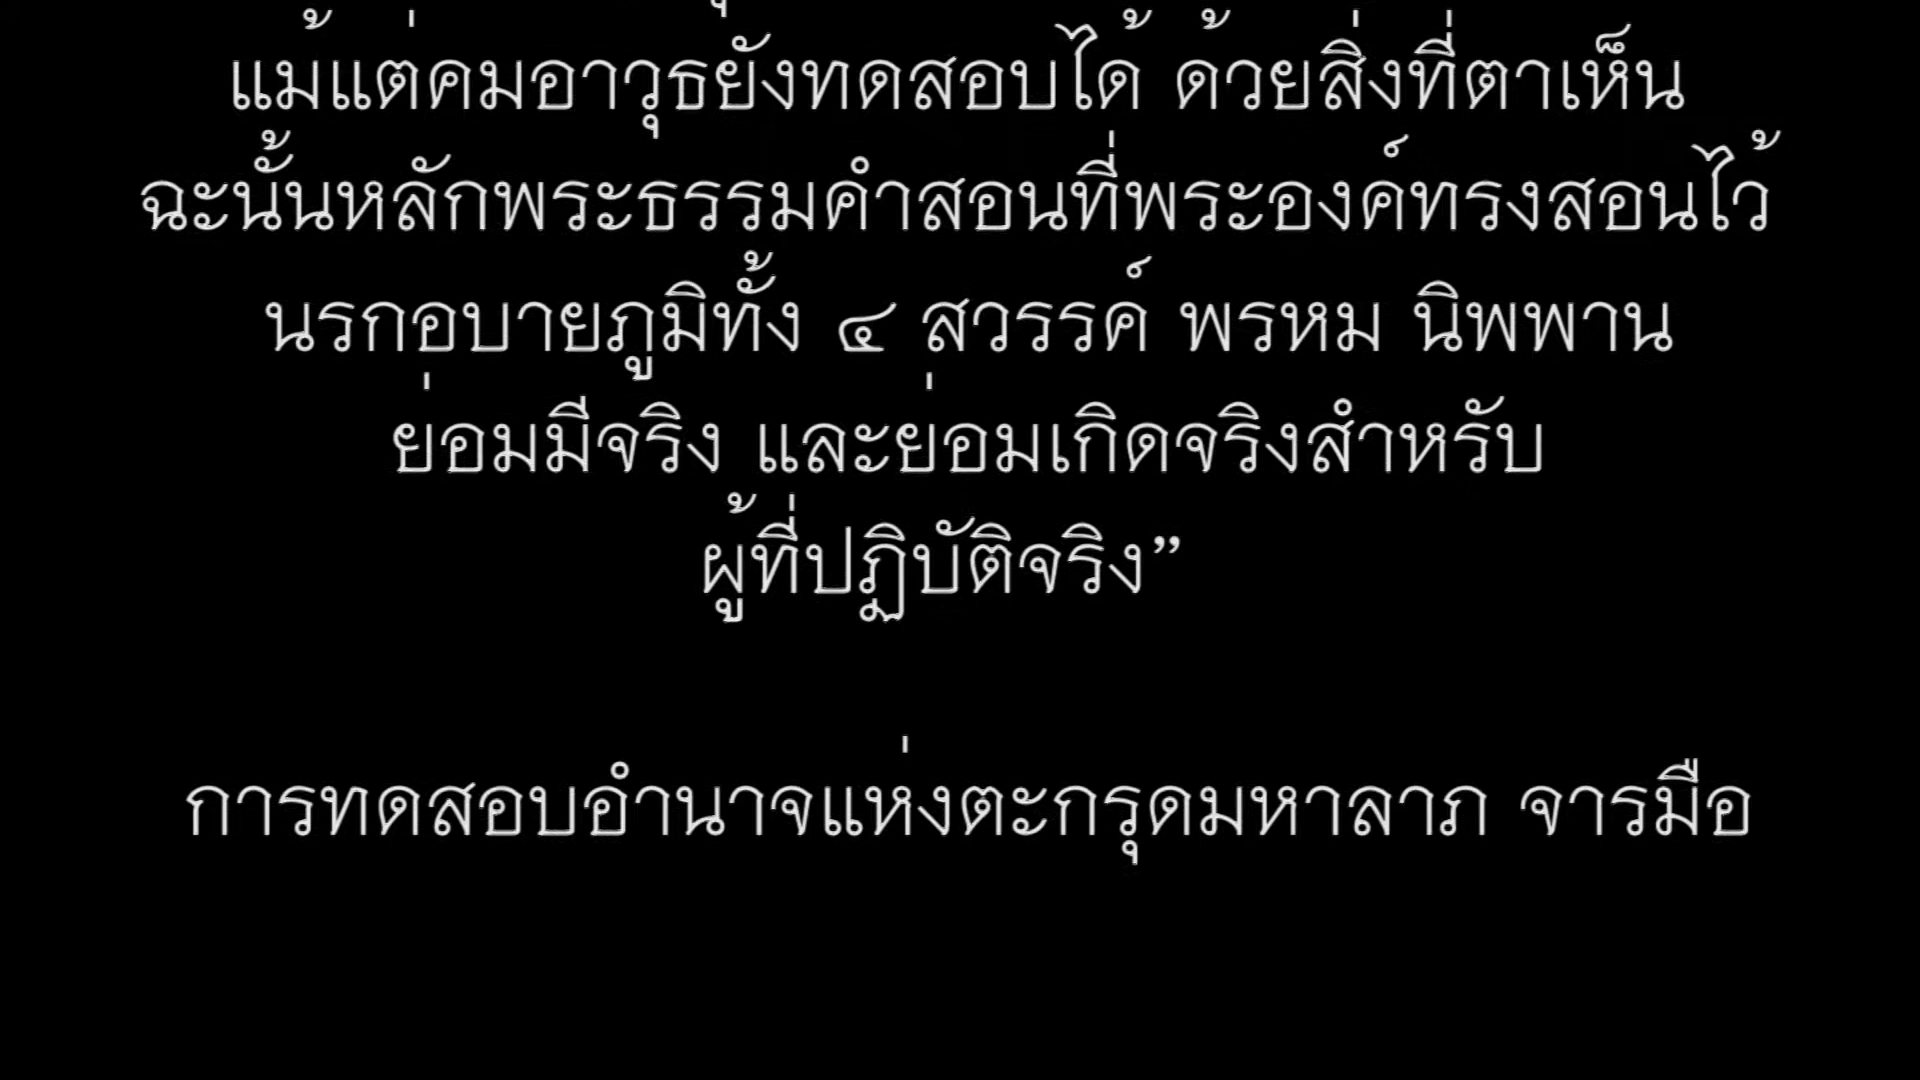 แม้แต่คมอาวุธยังทดสอบได้ ด้วยสิ่งที่ตาเห็น
ฉะนั้นหลักพระธรรมคำสอนที่พระองค์ทรงสอนไว้
นรกอบายภูมิทั้ง ๔ สวรรค์ พรหม นิพพาน
ย่อมมีจริง และย่อมเกิดจริงสำหรับ
ผู้ที่ปฏิบัติจริง”
การทดสอบอำนาจแห่งตะกรุดมหาลาภ จารมือ